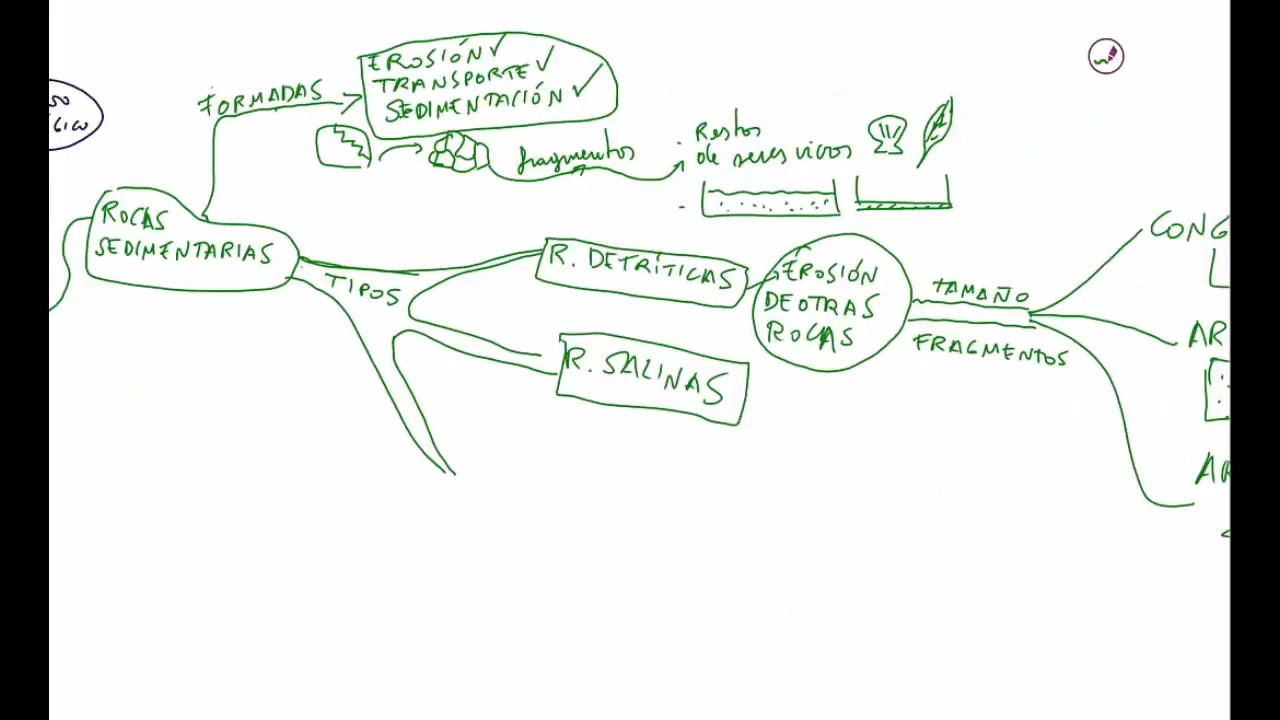 FORMADAS
EROSIÓN ✓
TRANSPORTE ✓
SEDIMENTACIÓN ✓
fragmentos
Restos
de seres vivos
ROCAS
SEDIMENTARIAS
TIPOS
R. DETRÍTICAS
EROSIÓN
DE OTRAS
ROCAS
TAMAÑO
FRAGMENTOS
CONG
AR
AR
R. SALINAS